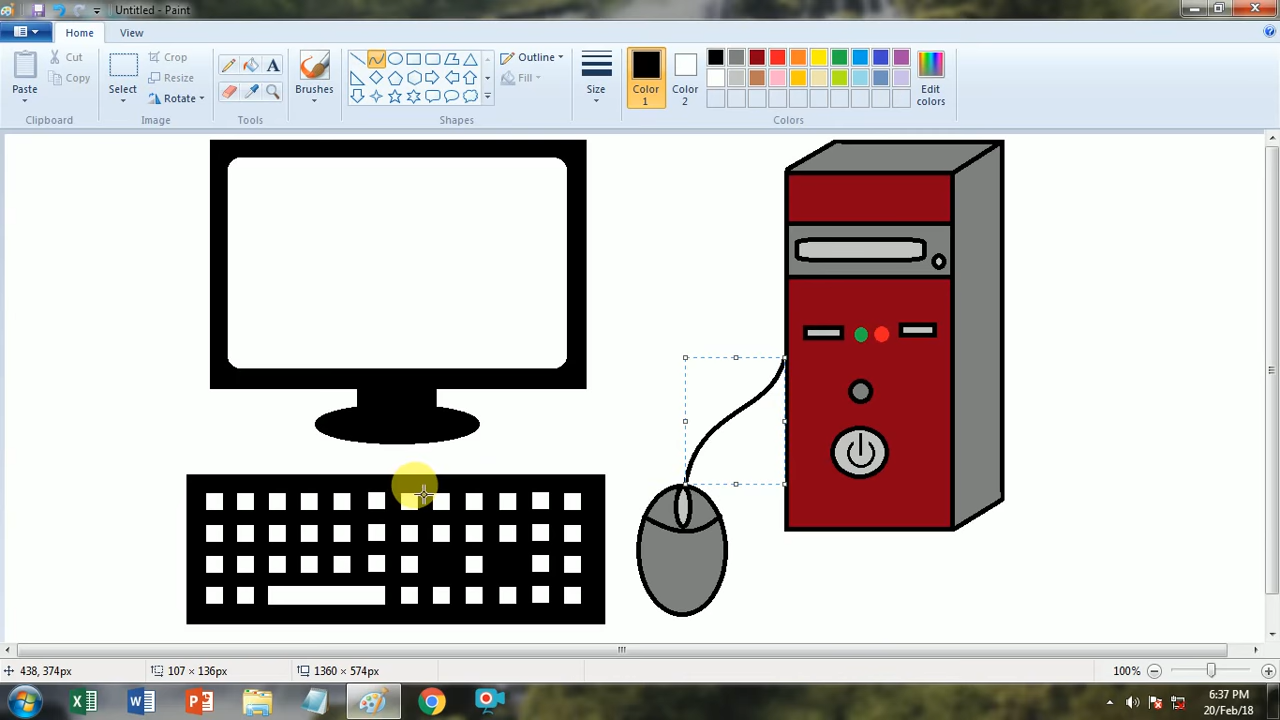 Untitled - Paint
Home
View
Paste
Cut
Copy
Clipboard
Select
Crop
Resize
Rotate
Image
Tools
Brushes
Shapes
Outline
Fill
Size
Color
1
Color
2
Edit
colors
Colors
438, 374px
107 × 136px
1360 × 574px
100%
6:37 PM
20/Feb/18